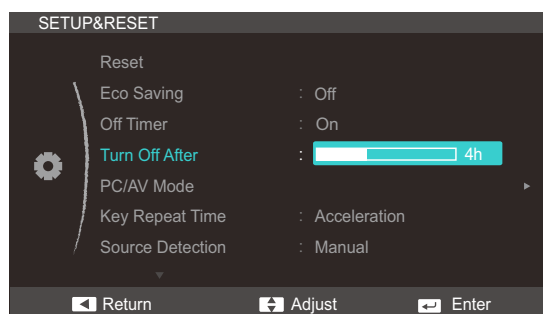 SETUP&RESET
Reset
Eco Saving : Off
Off Timer : On
Turn Off After : 4h
PC/AV Mode
Key Repeat Time : Acceleration
Source Detection : Manual
Return Adjust Enter